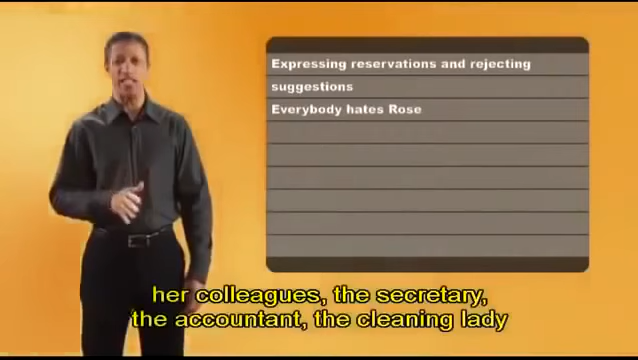 Expressing reservations and rejecting
suggestions
Everybody hates Rose
her colleagues, the secretary,
the accountant, the cleaning lady